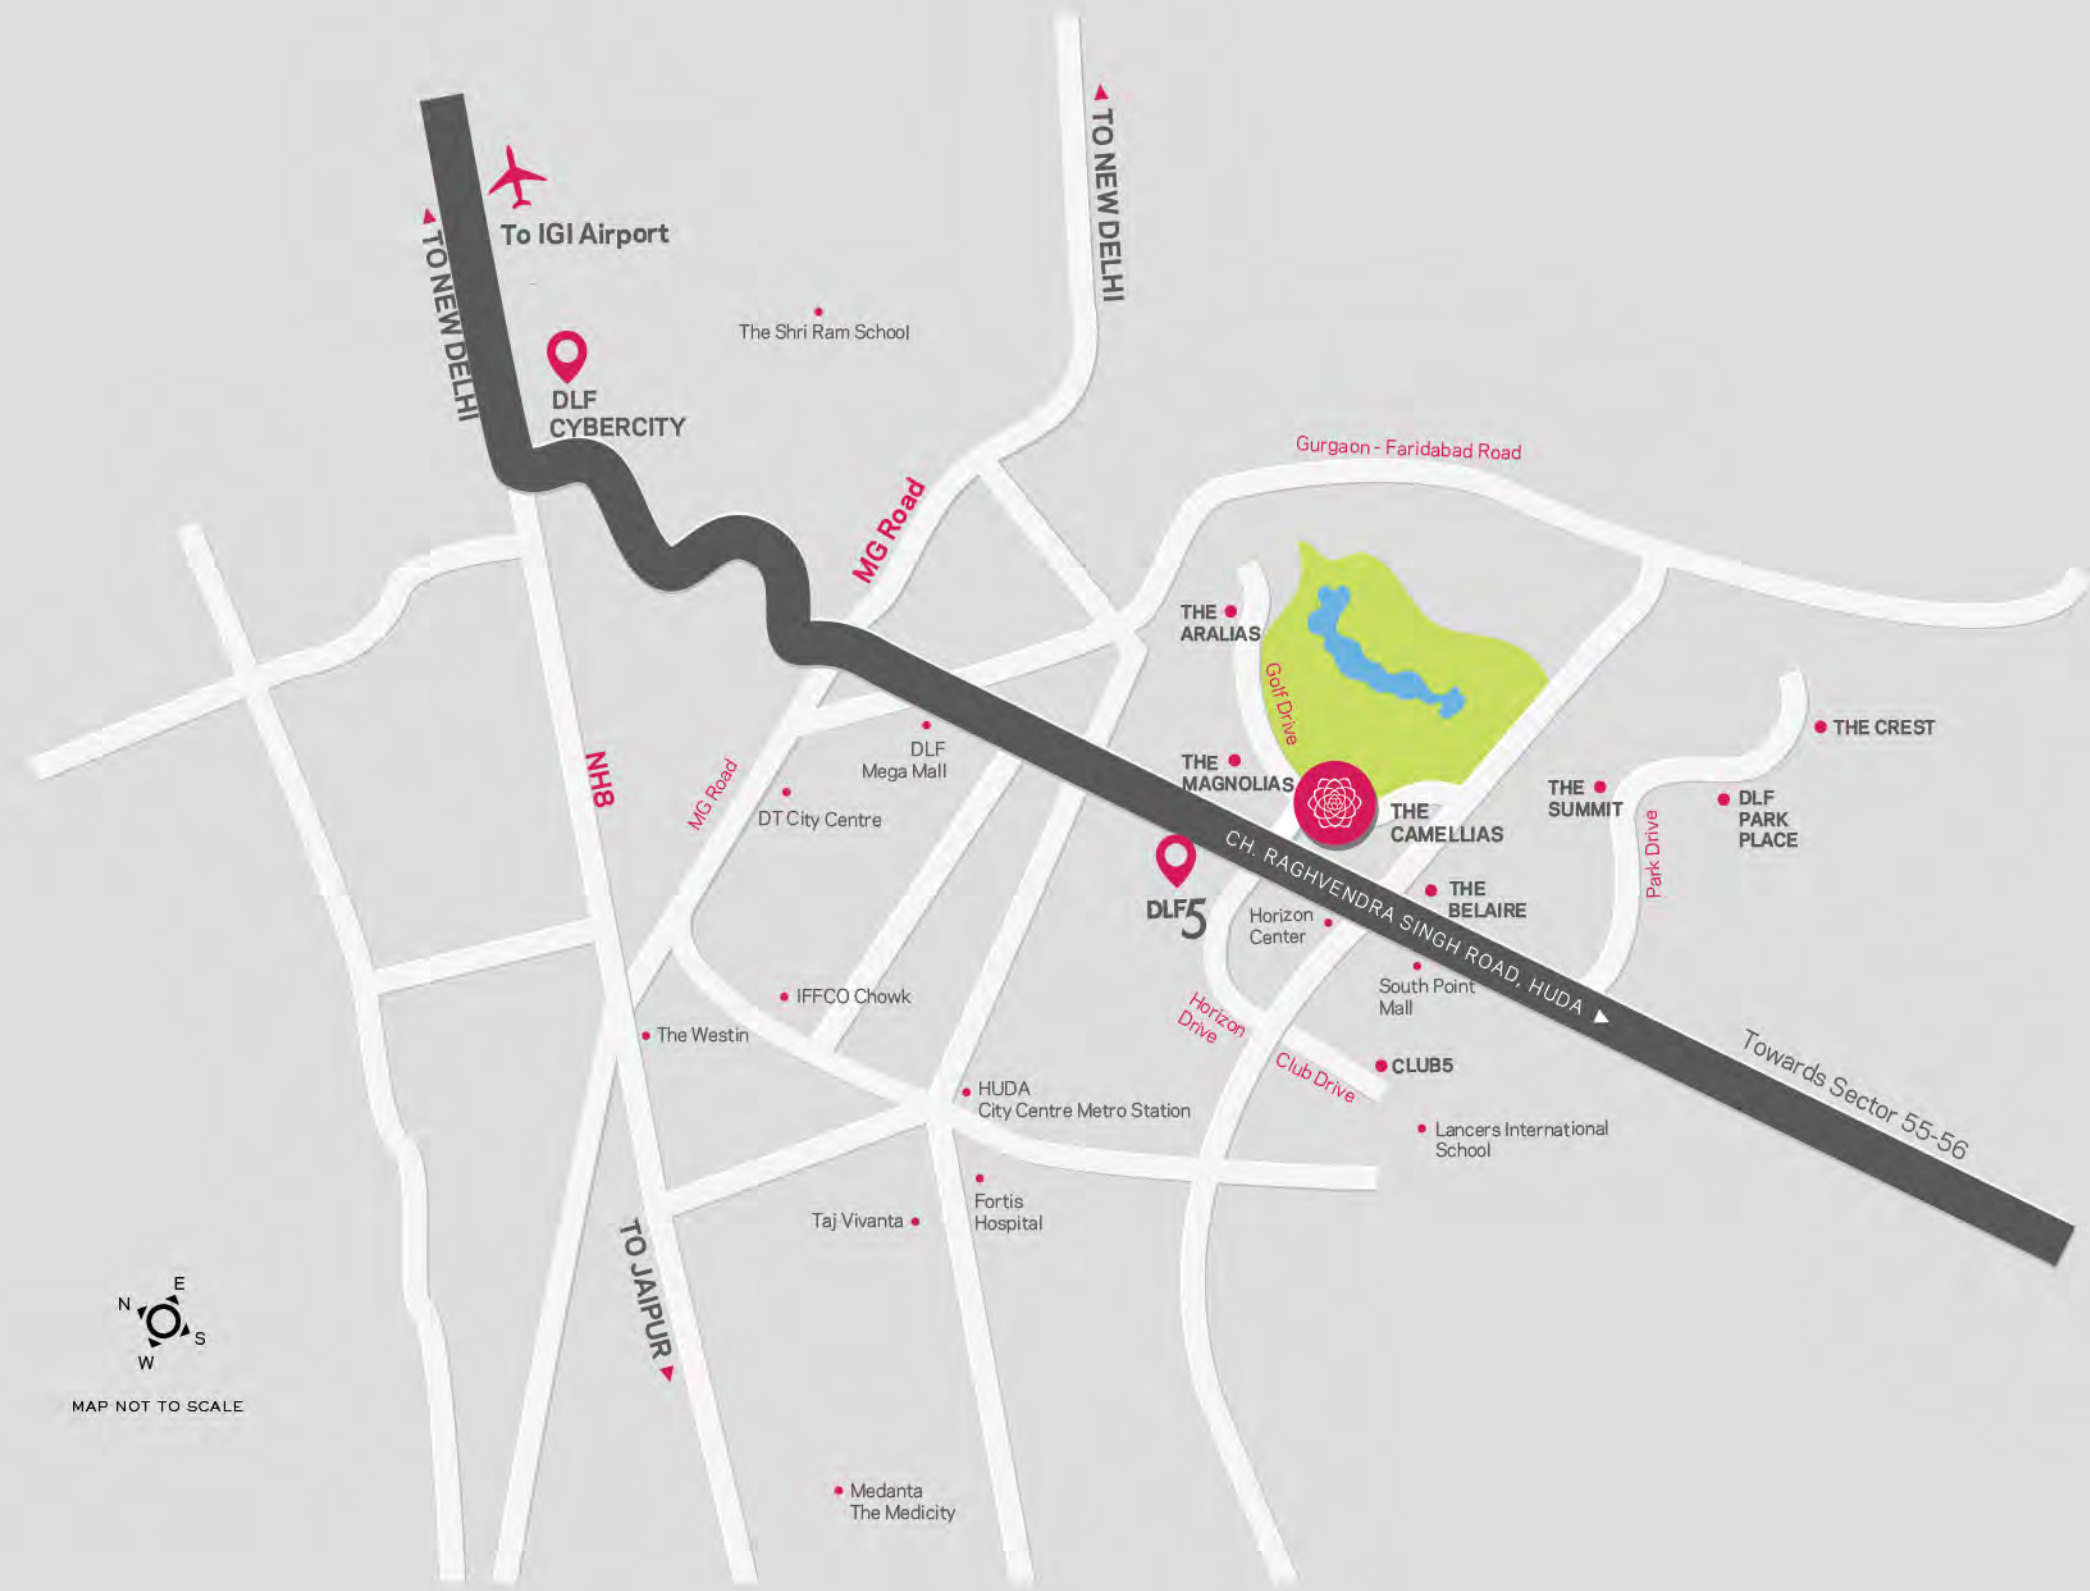 TO NEW DELHI
To IGI Airport
TO NEW DELHI
The Shri Ram School
DLF
CYBERCITY
Gurgaon - Faridabad Road
MG Road
THE
ARALIAS
Golf Drive
THE
MAGNOLIAS
THE
CAMELLIAS
THE
SUMMIT
THE CREST
DLF
PARK
PLACE
Park Drive
NH8
MG Road
DLF
Mega Mall
DT City Centre
CH. RAGHVENDRA SINGH ROAD, HUDA
DLF5
THE
BELAIRE
Horizon
Center
South Point
Mall
Horizon
Drive
Club Drive
CLUB5
Towards Sector 55-56
IFFCO Chowk
The Westin
HUDA
City Centre Metro Station
Lancers International
School
Fortis
Hospital
Taj Vivanta
TO JAIPUR
N
E
S
W
MAP NOT TO SCALE
Medanta
The Medicity